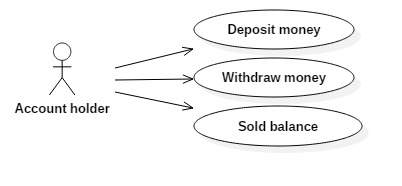 Deposit money
Withdraw money
Account holder
Sold balance